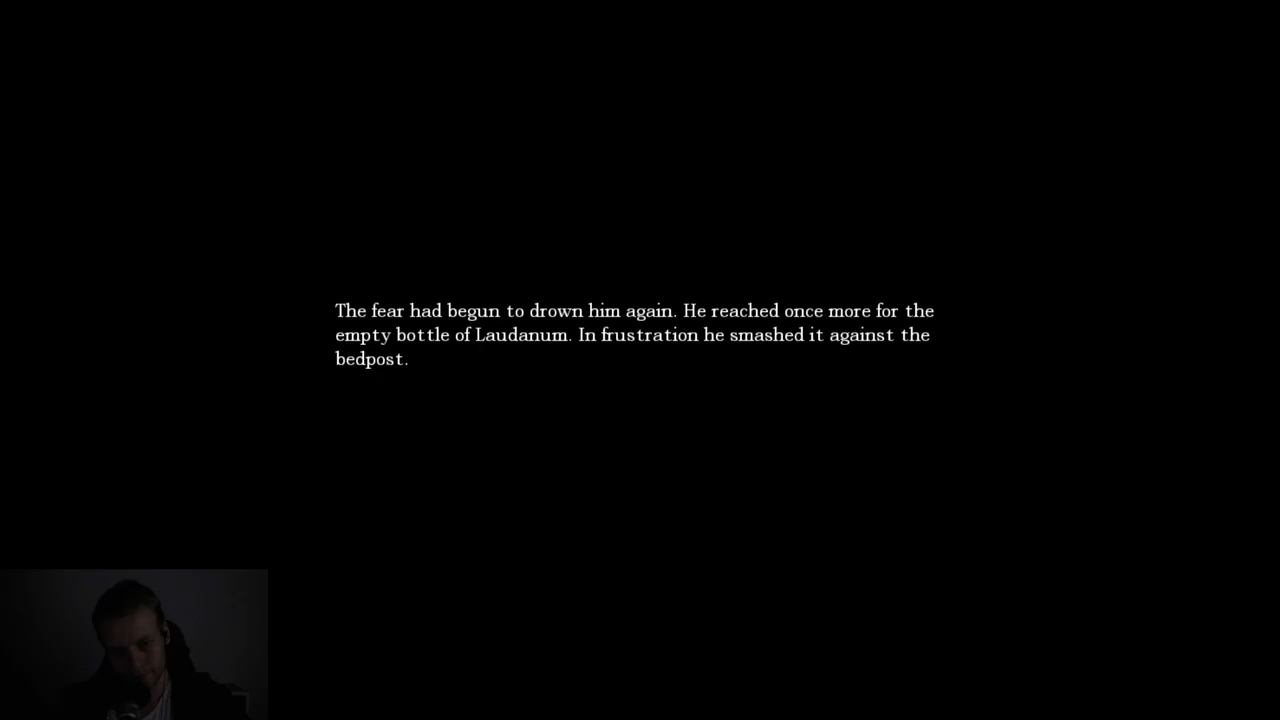 The fear had begun to drown him again. He reached once more for the
empty bottle of Laudanum. In frustration he smashed it against the
bedpost.